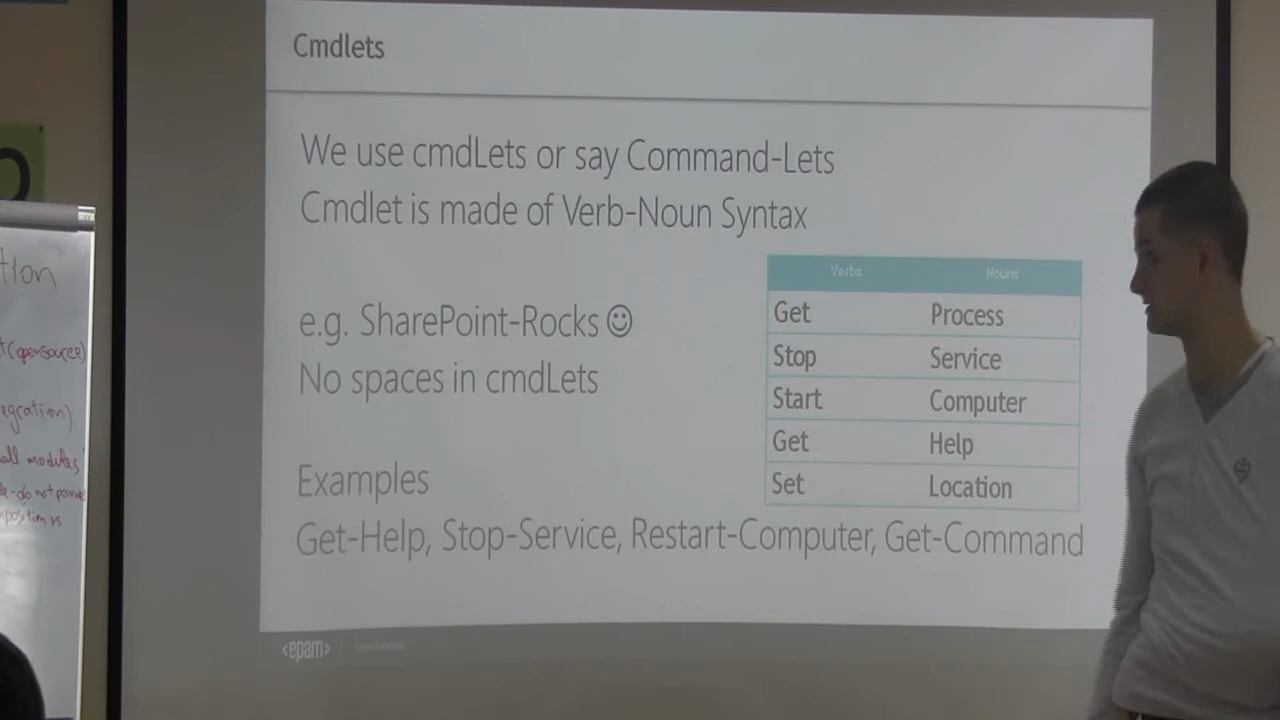 Cmdlets
We use cmdLets or say Command-Lets
Cmdlet is made of Verb-Noun Syntax
e.g. SharePoint-Rocks ☺
No spaces in cmdLets
Verbs Nouns
Get Process
Stop Service
Start Computer
Get Help
Set Location
Examples
Get-Help, Stop-Service, Restart-Computer, Get-Command
<epam>
tion
t(opensource)
egration)
all modules
e-do not